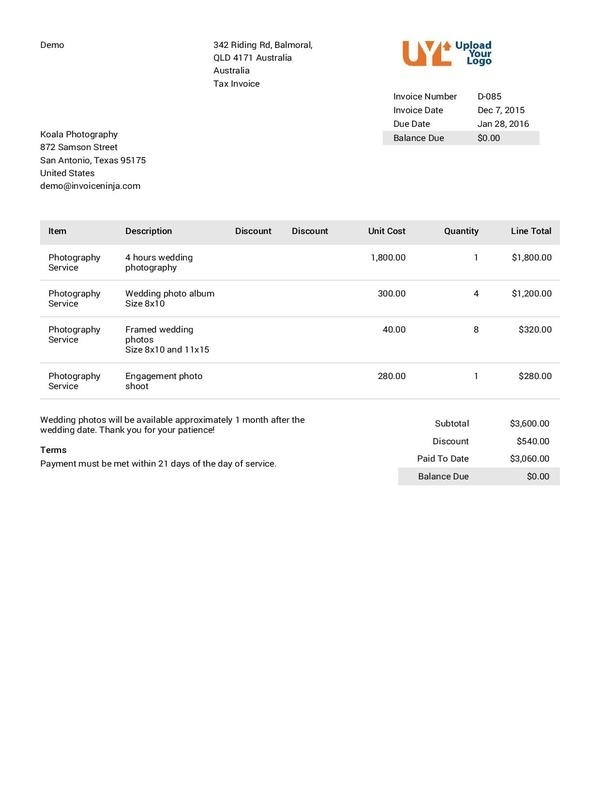 Demo
342 Riding Rd, Balmoral,
QLD 4171 Australia
Australia
Tax Invoice
UYL Upload
Your
Logo
Invoice Number D-085
Invoice Date Dec 7, 2015
Due Date Jan 28, 2016
Balance Due $0.00
Koala Photography
872 Samson Street
San Antonio, Texas 95175
United States
demo@invoiceninja.com
Item Description Discount Discount Unit Cost Quantity Line Total
Photography 4 hours wedding 1,800.00 1 $1,800.00
Service photography
Photography Wedding photo album 300.00 4 $1,200.00
Service Size 8x10
Photography Framed wedding 40.00 8 $320.00
Service photos
Size 8x10 and 11x15
Photography Engagement photo 280.00 1 $280.00
Service shoot
Wedding photos will be available approximately 1 month after the
wedding date. Thank you for your patience!
Terms
Payment must be met within 21 days of the day of service.
Subtotal $3,600.00
Discount $540.00
Paid To Date $3,060.00
Balance Due $0.00